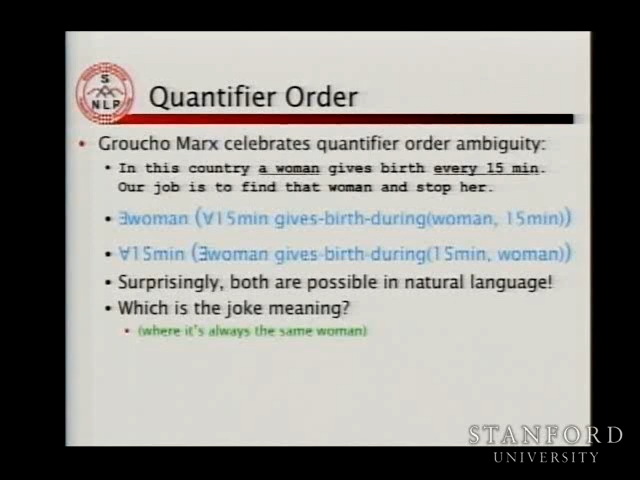 S
NLP
Quantifier Order
• Groucho Marx celebrates quantifier order ambiguity:
• In this country a woman gives birth every 15 min.
Our job is to find that woman and stop her.
• ∃woman (∀15min gives-birth-during(woman, 15min))
• ∀15min (∃woman gives-birth-during(15min, woman))
• Surprisingly, both are possible in natural language!
• Which is the joke meaning?
• (where it's always the same woman)
STANFORD
UNIVERSITY